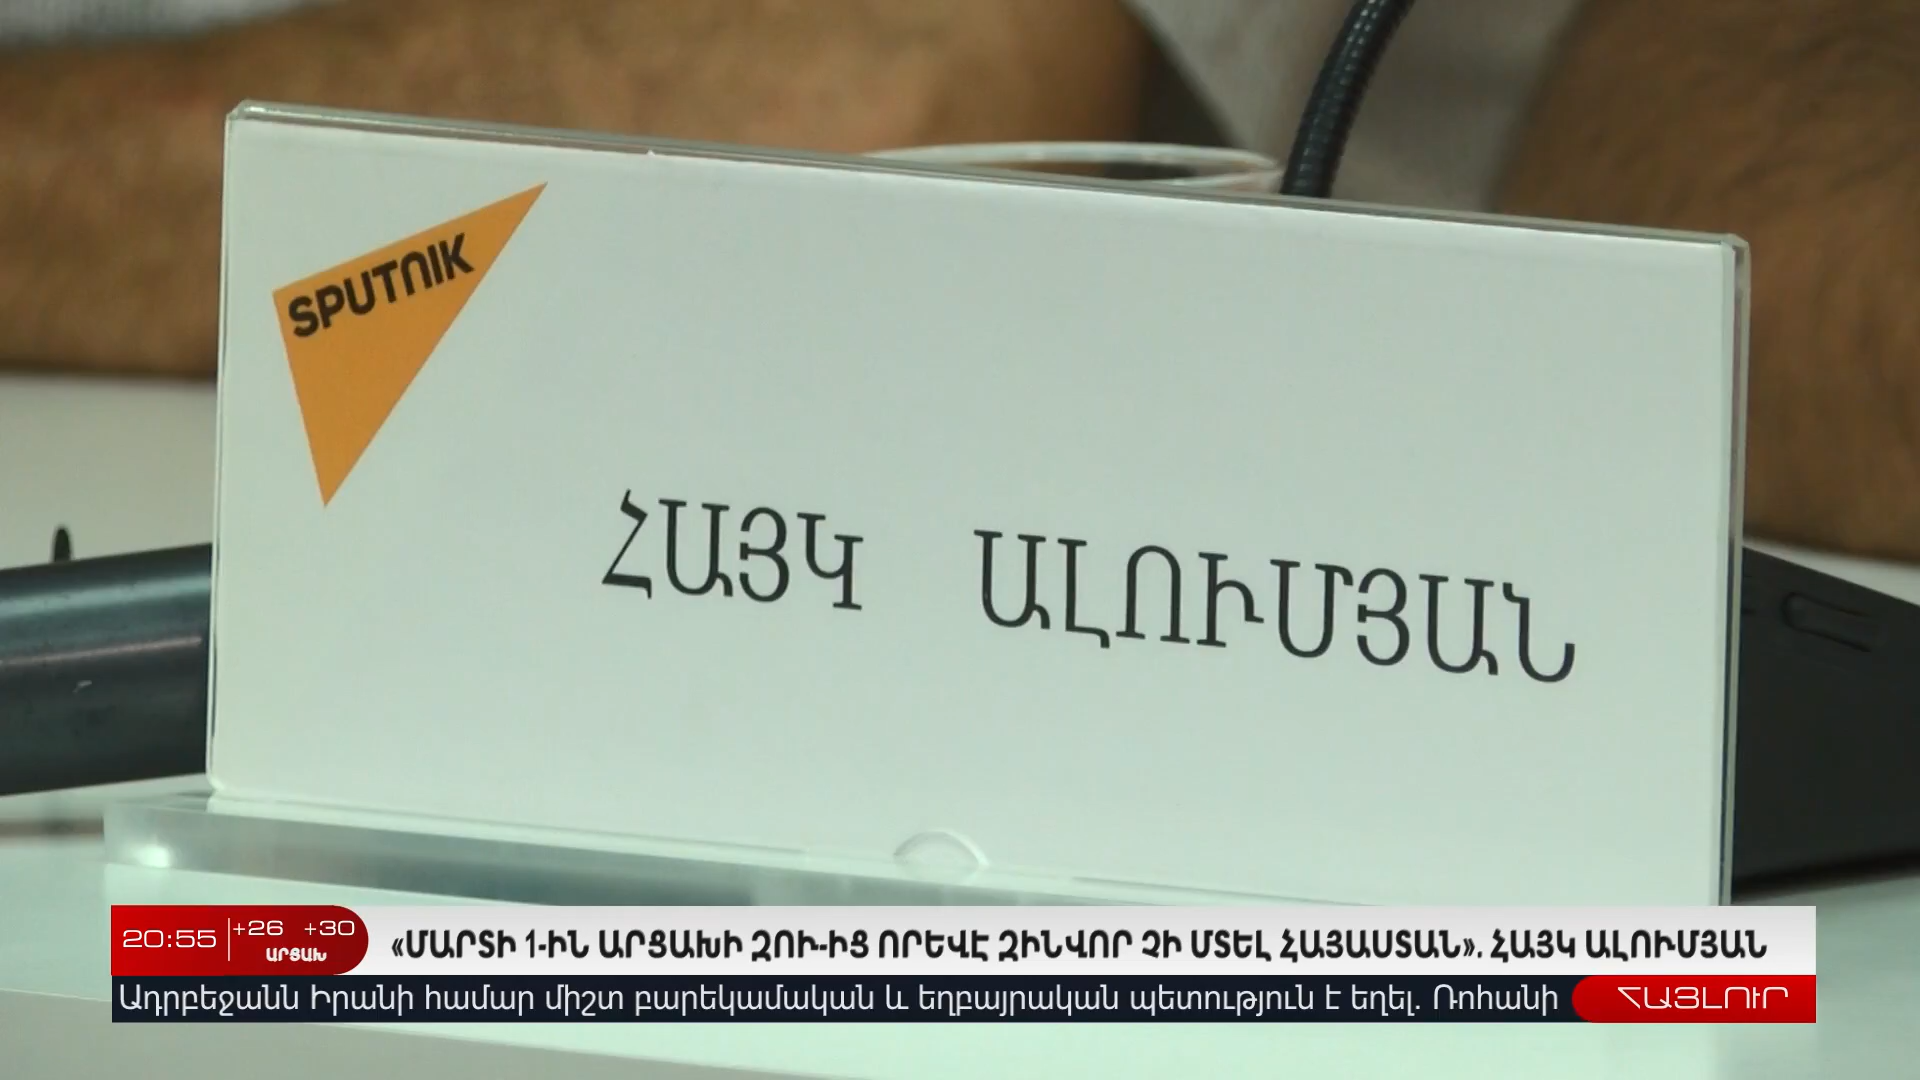 SPUTNIK
ՀԱՅԿ ԱԼՈՒՄՅԱՆ
20:55 +26 +30
ԱՐՑԱԽ
«ՄԱՐՏԻ 1-ԻՆ ԱՐՑԱԽԻ ԶՈՒ-ԻՑ ՈՐԵՎԷ ԶԻՆՎՈՐ ՉԻ ՄՏԵԼ ՀԱՅԱՍՏԱՆ». ՀԱՅԿ ԱԼՈՒՄՅԱՆ
Ադրբեջանն Իրանի համար միշտ բարեկամական և եղբայրական պետություն է եղել. Ռոհանի
ՀԱՅԼՈՒՐ